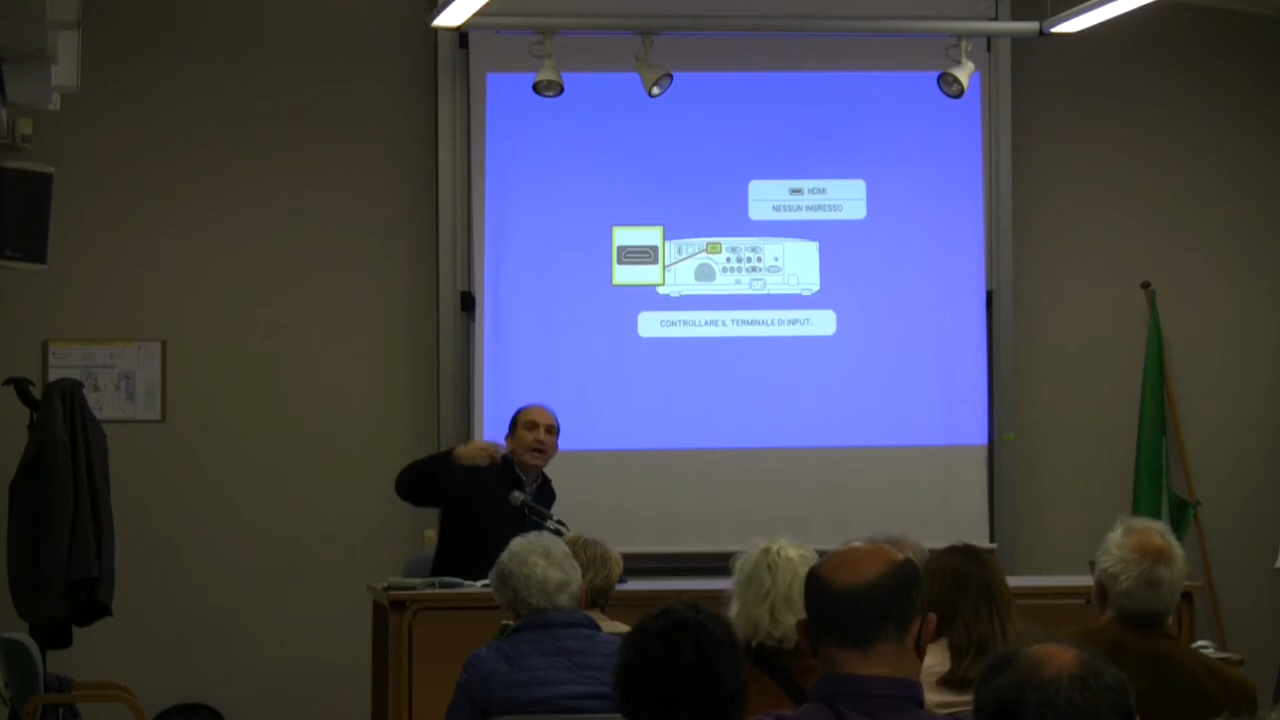 HDMI
NESSUN INGRESSO
CONTROLLARE IL TERMINALE DI INPUT.